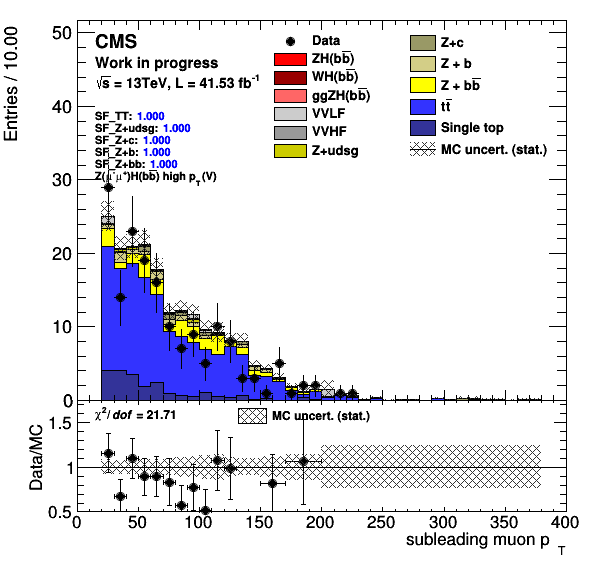 Entries / 10.00
50
40
30
20
10
0
CMS
Work in progress
√s = 13TeV, L = 41.53 fb⁻¹
SF_TT: 1.000
SF_Z+udsg: 1.000
SF_Z+c: 1.000
SF_Z+b: 1.000
SF_Z+bb: 1.000
Z(μ⁻μ⁺)H(bb̅) high p_T(V)
Data
ZH(bb̅)
WH(bb̅)
ggZH(bb̅)
VVLF
VVHF
Z+udsg
Z+c
Z + b
Z + bb̅
tt̅
Single top
MC uncert. (stat.)
Data/MC
1.5
1
0.5
χ²/dof = 21.71
MC uncert. (stat.)
0 50 100 150 200 250 300 350 400
subleading muon p_T